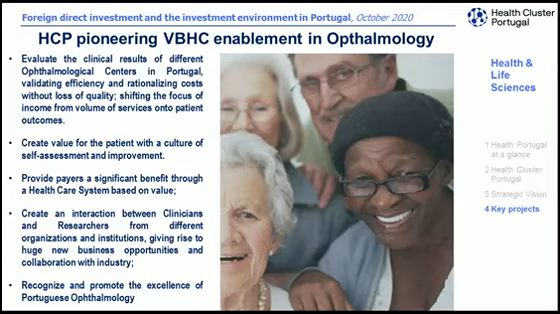 Foreign direct investment and the investment environment in Portugal, October 2020
Health Cluster
Portugal
HCP pioneering VBHC enablement in Opthalmology
• Evaluate the clinical results of different
Ophthalmological Centers in Portugal,
validating efficiency and rationalizing costs
without loss of quality; shifting the focus of
income from volume of services onto patient
outcomes.
• Create value for the patient with a culture of
self-assessment and improvement.
• Provide payers a significant benefit through
a Health Care System based on value;
• Create an interaction between Clinicians
and Researchers from different
organizations and institutions, giving rise to
huge new business opportunities and
collaboration with industry;
• Recognize and promote the excellence of
Portuguese Ophthalmology
Health &
Life
Sciences
1 Health Portugal
at a glance
2 Health Cluster
Portugal
3 Strategic Vision
4 Key projects